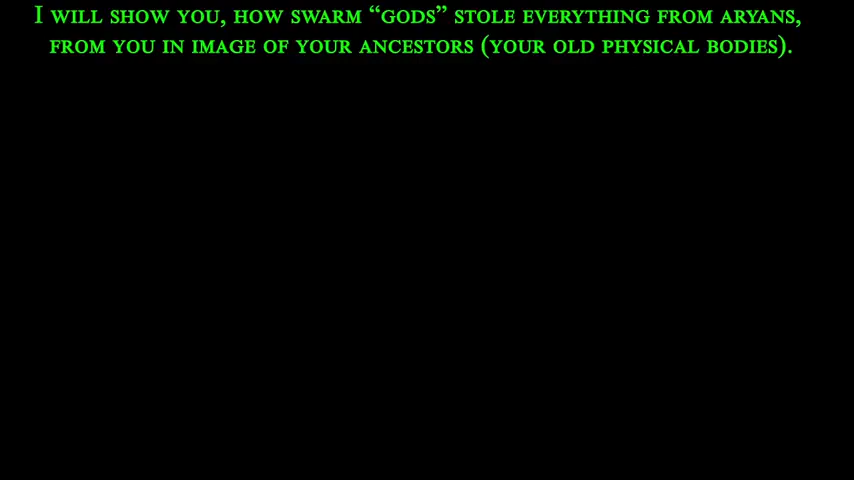 I will show you, how swarm “gods” stole everything from aryans,
from you in image of your ancestors (your old physical bodies).